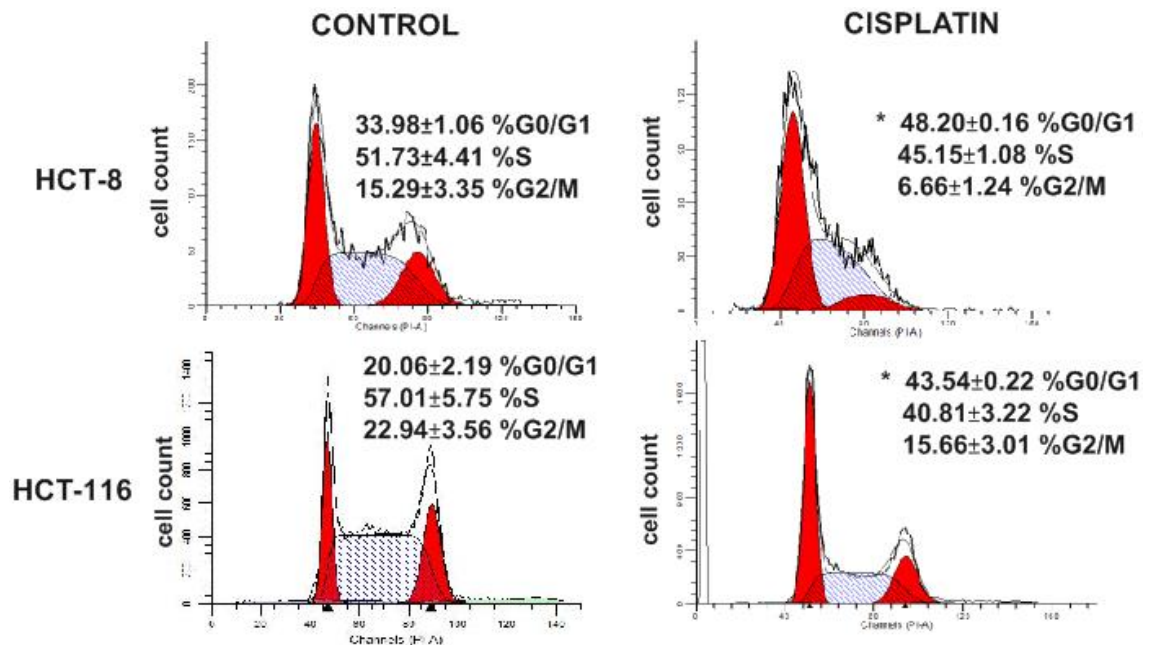 CONTROL
CISPLATIN
HCT-8
cell count
33.98±1.06 %G0/G1
51.73±4.41 %S
15.29±3.35 %G2/M
Channels (PI-A)
cell count
* 48.20±0.16 %G0/G1
45.15±1.08 %S
6.66±1.24 %G2/M
Channels (PI-A)
HCT-116
cell count
20.06±2.19 %G0/G1
57.01±5.75 %S
22.94±3.56 %G2/M
0 20 40 60 80 100 120 140
Channels (PI-A)
cell count
* 43.54±0.22 %G0/G1
40.81±3.22 %S
15.66±3.01 %G2/M
Channels (PI-A)